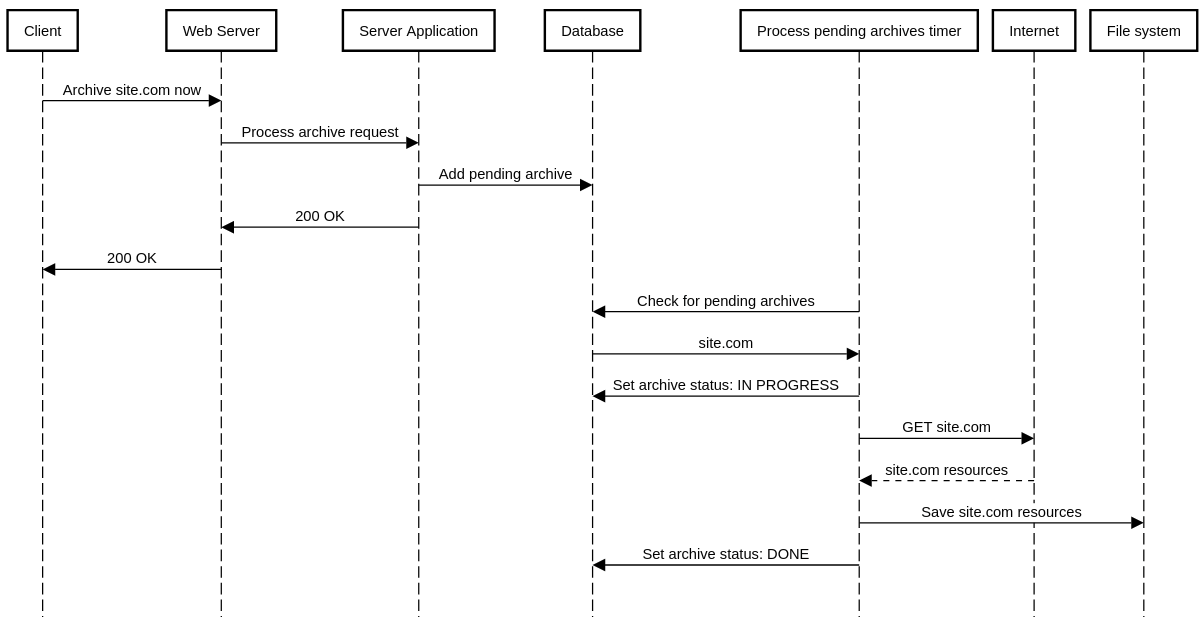 Client
Web Server
Server Application
Database
Process pending archives timer
Internet
File system
Archive site.com now
Process archive request
Add pending archive
200 OK
200 OK
Check for pending archives
site.com
Set archive status: IN PROGRESS
GET site.com
site.com resources
Save site.com resources
Set archive status: DONE